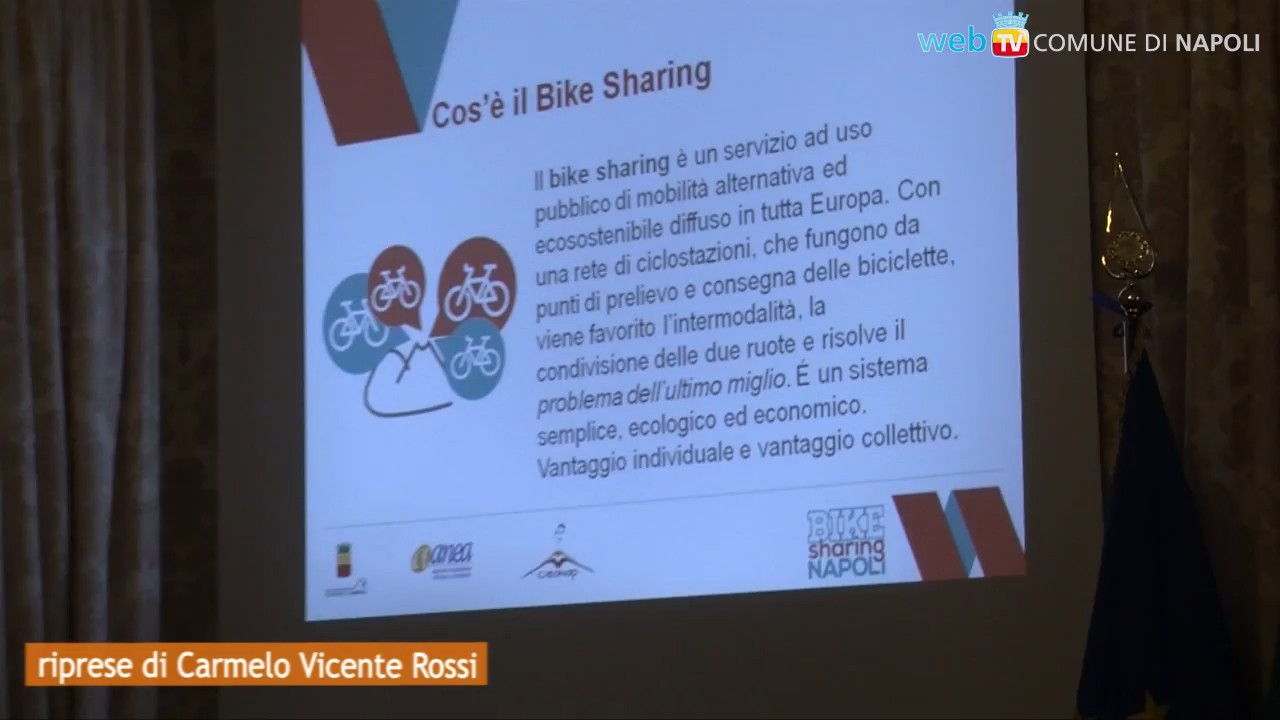 web TV COMUNE DI NAPOLI
Cos'è il Bike Sharing
Il bike sharing è un servizio ad uso
pubblico di mobilità alternativa ed
ecosostenibile diffuso in tutta Europa. Con
una rete di ciclostazioni, che fungono da
punti di prelievo e consegna delle biciclette,
viene favorito l'intermodalità, la
condivisione delle due ruote e risolve il
problema dell'ultimo miglio. É un sistema
semplice, ecologico ed economico.
Vantaggio individuale e vantaggio collettivo.
anea
BIKE
sharing
NAPOLI
riprese di Carmelo Vicente Rossi